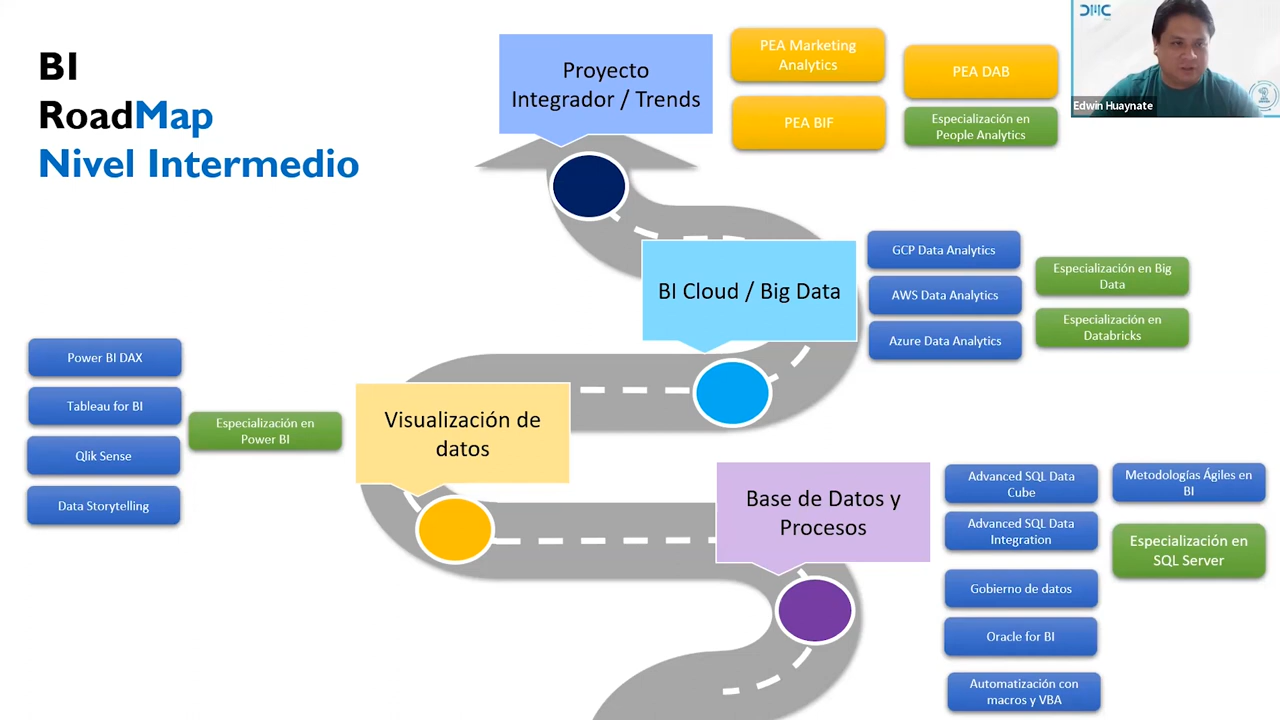 BI
RoadMap
Nivel Intermedio
Proyecto
Integrador / Trends
PEA Marketing
Analytics
PEA DAB
PEA BIF
Especialización en
People Analytics
DMC
Edwin Huaynate
BI Cloud / Big Data
GCP Data Analytics
AWS Data Analytics
Azure Data Analytics
Especialización en Big
Data
Especialización en
Databricks
Power BI DAX
Tableau for BI
Qlik Sense
Data Storytelling
Especialización en
Power BI
Visualización de
datos
Base de Datos y
Procesos
Advanced SQL Data
Cube
Advanced SQL Data
Integration
Gobierno de datos
Oracle for BI
Automatización con
macros y VBA
Metodologías Ágiles en
BI
Especialización en
SQL Server